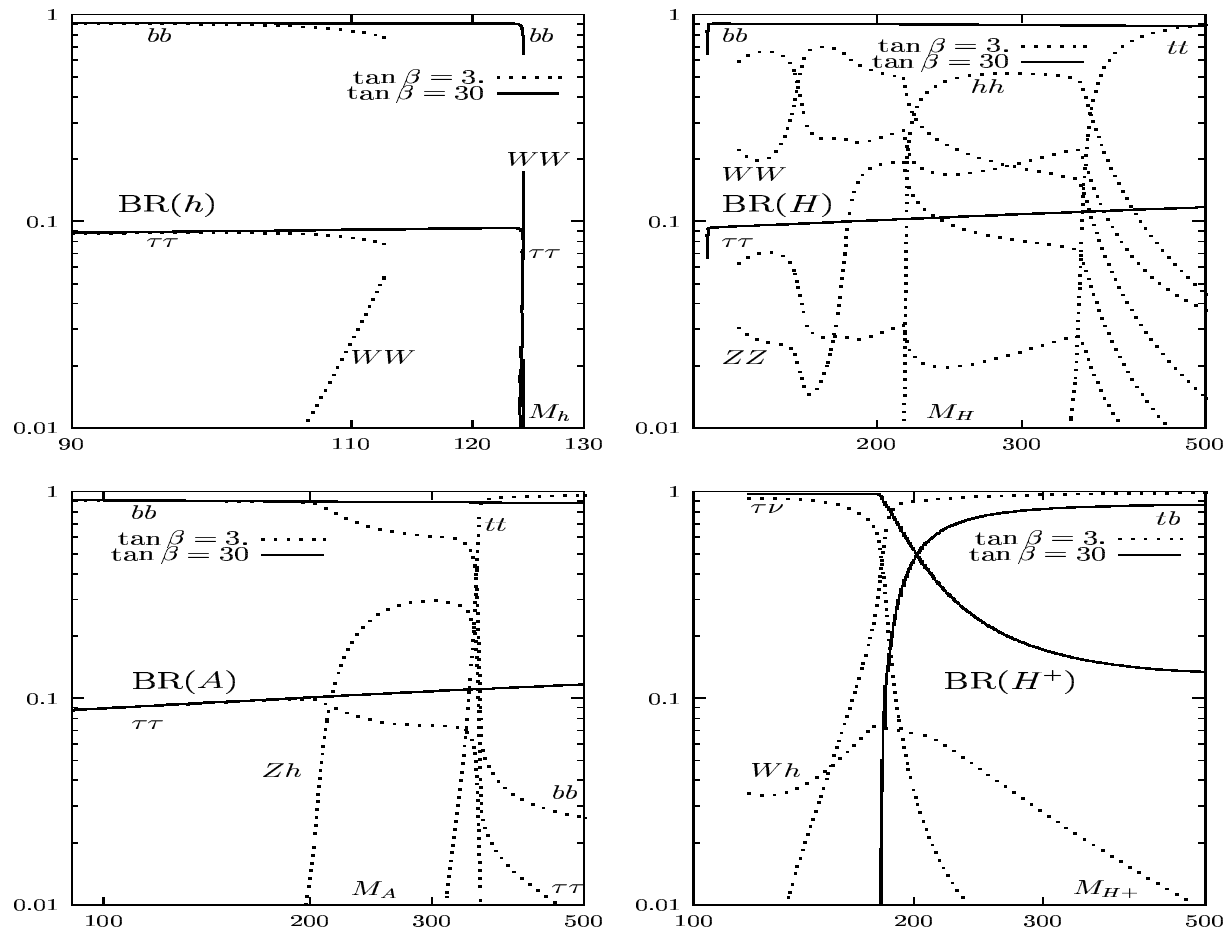 1
bb
bb
tan β = 3.
tan β = 30
WW
BR(h)
0.1
ττ
ττ
WW
M_h
0.01
90
110
120
130
1
bb
tan β = 3.
tan β = 30
tt
hh
WW
BR(H)
0.1
ττ
ZZ
M_H
0.01
200
300
500
1
bb
tt
tan β = 3.
tan β = 30
BR(A)
0.1
ττ
Zh
bb
M_A
ττ
0.01
100
200
300
500
1
τν
tb
tan β = 3.
tan β = 30
BR(H⁺)
0.1
Wh
M_H+
0.01
100
200
300
500